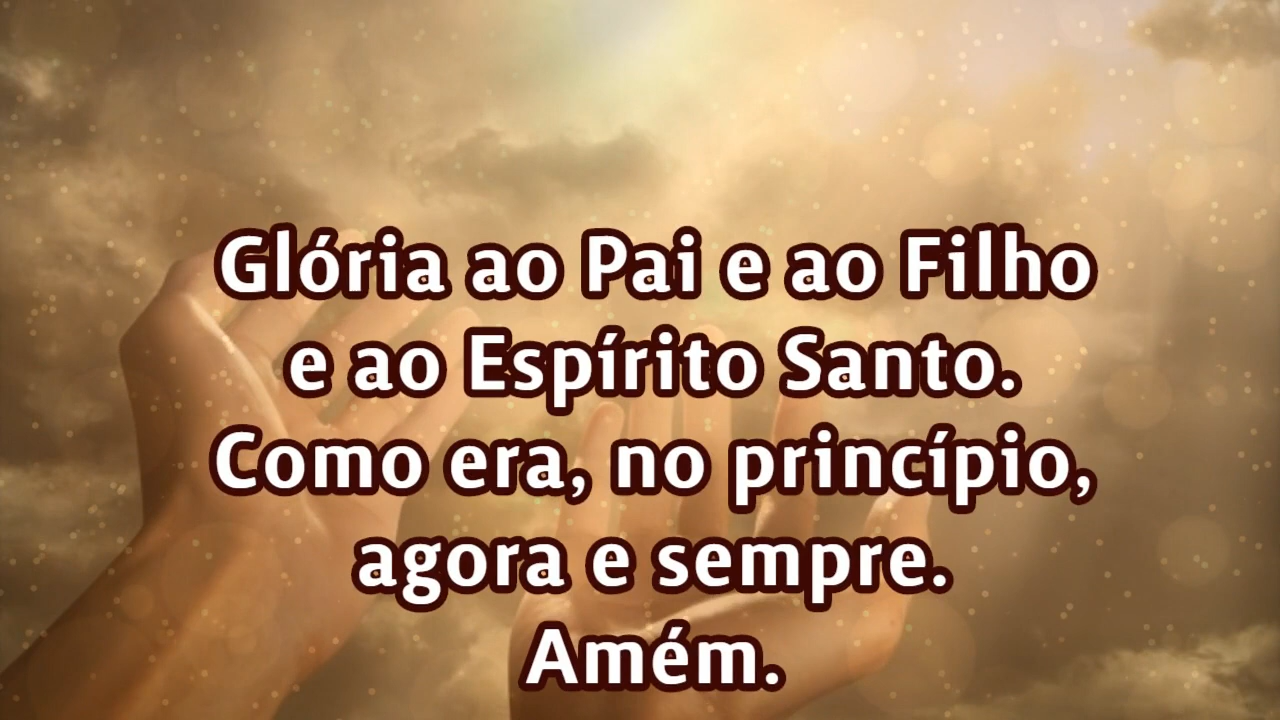 Glória ao Pai e ao Filho
e ao Espírito Santo.
Como era, no princípio,
agora e sempre.
Amém.